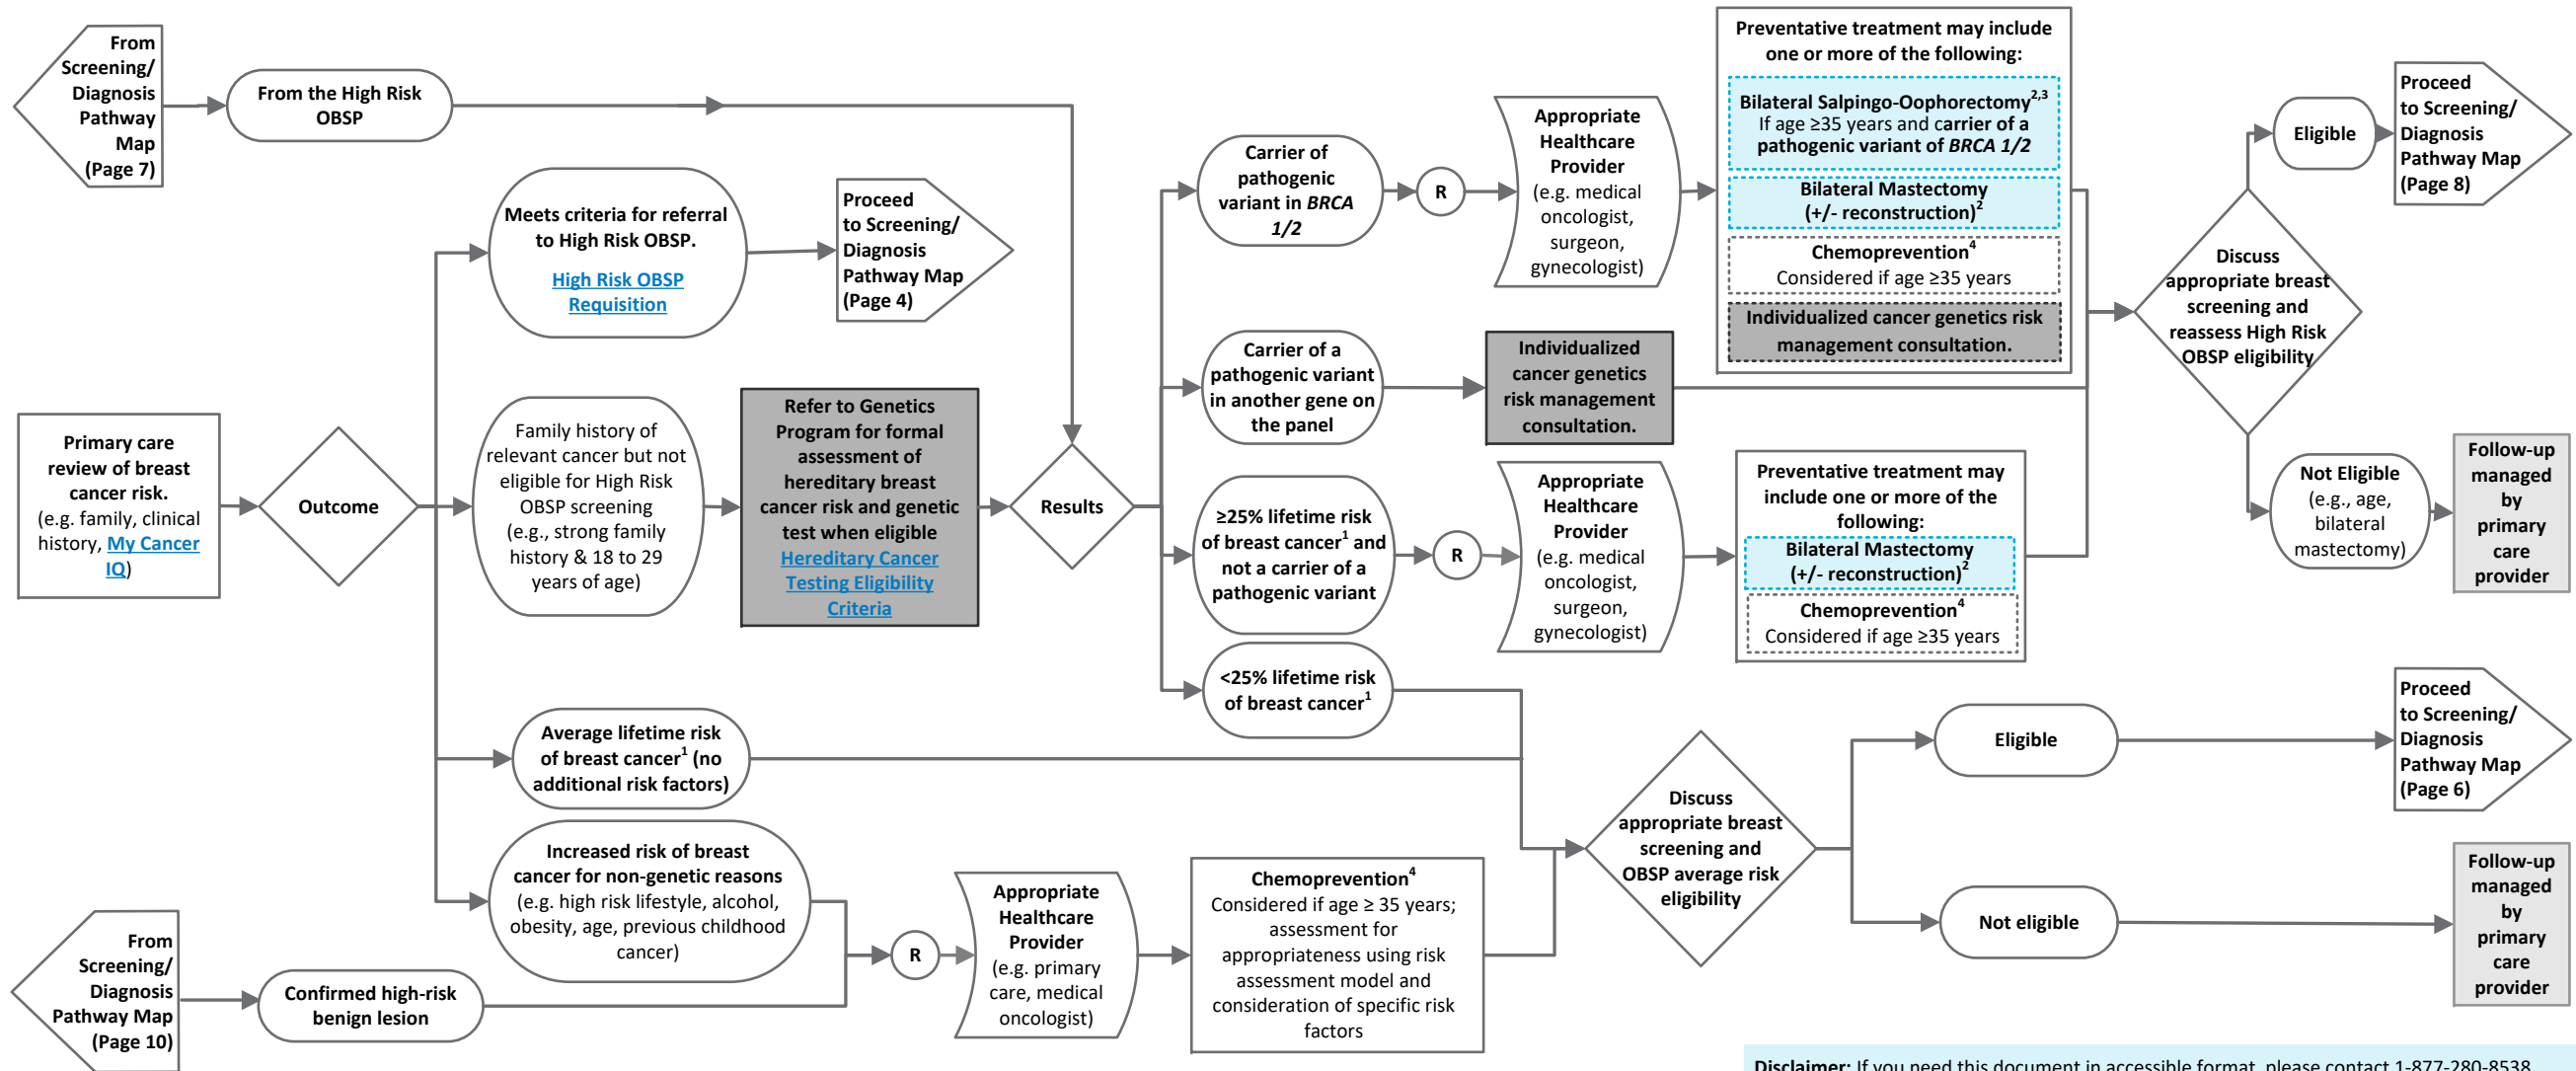 From
Screening/
Diagnosis
Pathway
Map
(Page 7)
From the High Risk
OBSP
Meets criteria for referral
to High Risk OBSP.
High Risk OBSP
Requisition
Proceed
to Screening/
Diagnosis
Pathway Map
(Page 4)
Primary care
review of breast
cancer risk.
(e.g. family, clinical
history, My Cancer
IQ)
Outcome
Family history of
relevant cancer but not
eligible for High Risk
OBSP screening
(e.g., strong family
history & 18 to 29
years of age)
Refer to Genetics
Program for formal
assessment of
hereditary breast
cancer risk and genetic
test when eligible
Hereditary Cancer
Testing Eligibility
Criteria
Results
Carrier of
pathogenic
variant in BRCA
1/2
R
Appropriate
Healthcare
Provider
(e.g. medical
oncologist,
surgeon,
gynecologist)
Preventative treatment may include
one or more of the following:
Bilateral Salpingo-Oophorectomy2,3
If age ≥35 years and carrier of a
pathogenic variant of BRCA 1/2
Bilateral Mastectomy
(+/- reconstruction)2
Chemoprevention4
Considered if age ≥35 years
Individualized cancer genetics risk
management consultation.
Carrier of a
pathogenic variant
in another gene on
the panel
Individualized
cancer genetics
risk management
consultation.
≥25% lifetime risk
of breast cancer1 and
not a carrier of a
pathogenic variant
R
Appropriate
Healthcare
Provider
(e.g. medical
oncologist,
surgeon,
gynecologist)
Preventative treatment may
include one or more of the
following:
Bilateral Mastectomy
(+/- reconstruction)2
Chemoprevention4
Considered if age ≥35 years
<25% lifetime risk
of breast cancer1
Discuss
appropriate breast
screening and
reassess High Risk
OBSP eligibility
Eligible
Proceed
to Screening/
Diagnosis
Pathway Map
(Page 8)
Not Eligible
(e.g., age,
bilateral
mastectomy)
Follow-up
managed
by
primary
care
provider
Average lifetime risk
of breast cancer1 (no
additional risk factors)
Increased risk of breast
cancer for non-genetic reasons
(e.g. high risk lifestyle, alcohol,
obesity, age, previous childhood
cancer)
From
Screening/
Diagnosis
Pathway Map
(Page 10)
Confirmed high-risk
benign lesion
R
Appropriate
Healthcare
Provider
(e.g. primary
care, medical
oncologist)
Chemoprevention4
Considered if age ≥ 35 years;
assessment for
appropriateness using risk
assessment model and
consideration of specific risk
factors
Discuss
appropriate breast
screening and
OBSP average risk
eligibility
Eligible
Proceed
to Screening/
Diagnosis
Pathway Map
(Page 6)
Not eligible
Follow-up
managed
by
primary
care
provider
Disclaimer: If you need this document in accessible format, please contact 1-877-280-8538